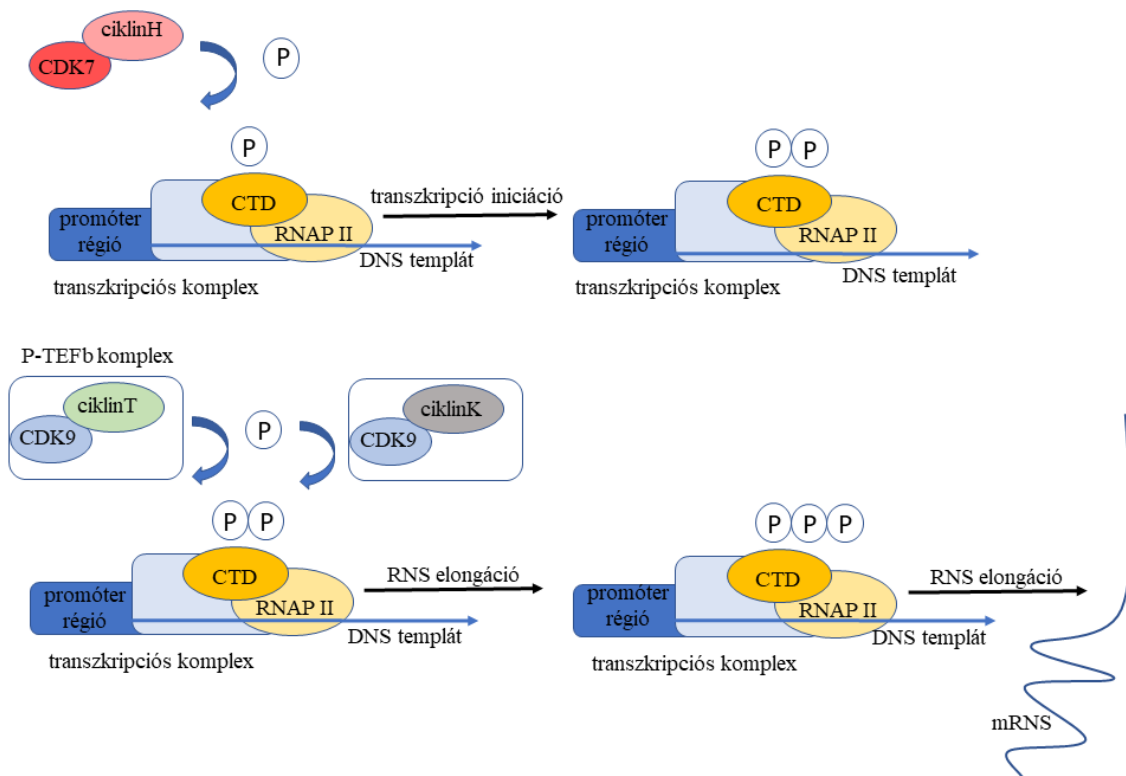 ciklinH
CDK7
P
P
P P
CTD
transzkripció iniciáció
CTD
promóter
régió
RNAP II
promóter
régió
RNAP II
DNS templát
DNS templát
transzkripciós komplex
transzkripciós komplex
P-TEFb komplex
ciklinT
CDK9
P
ciklinK
CDK9
P P
P P P
CTD
RNS elongáció
CTD
RNS elongáció
promóter
régió
RNAP II
promóter
régió
RNAP II
DNS templát
DNS templát
transzkripciós komplex
transzkripciós komplex
mRNS